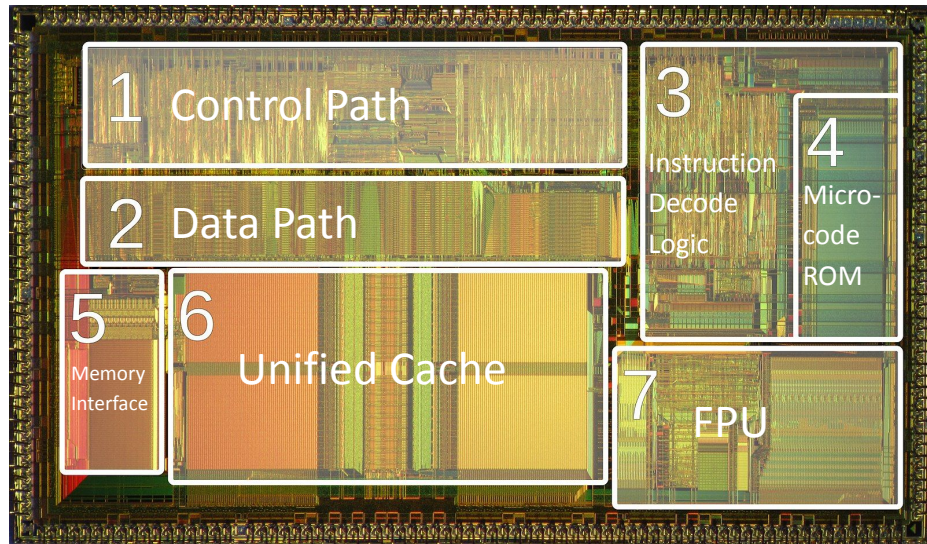 1
Control Path
2
Data Path
3
Instruction
Decode
Logic
4
Micro-
code
ROM
5
Memory
Interface
6
Unified Cache
7
FPU